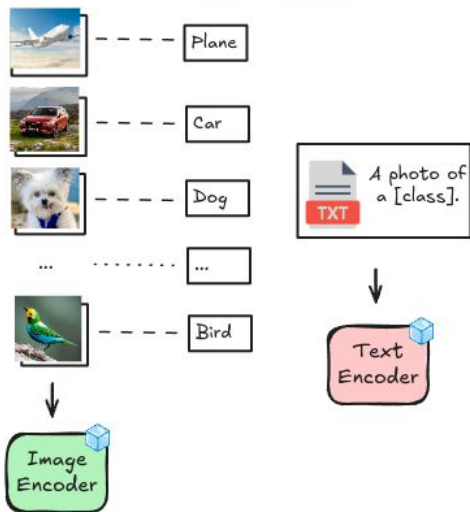 Plane
Car
Dog
... ...
Bird
TXT
A photo of
a [class].
Text
Encoder
Image
Encoder